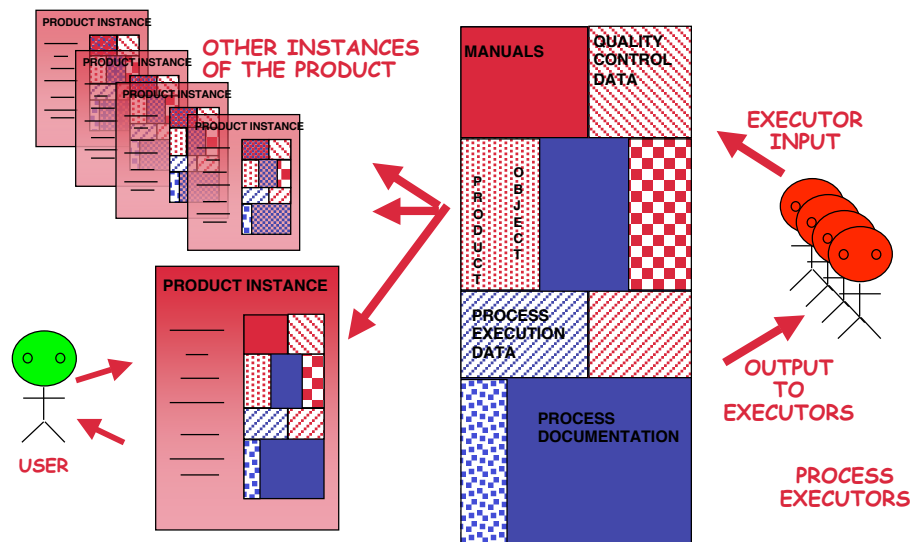 PRODUCT INSTANCE
PRODUCT INSTANCE
PRODUCT INSTANCE
PRODUCT INSTANCE
OTHER INSTANCES
OF THE PRODUCT
MANUALS
QUALITY
CONTROL
DATA
EXECUTOR
INPUT
PRODUCT
OBJECT
PRODUCT INSTANCE
PROCESS
EXECUTION
DATA
OUTPUT
TO
EXECUTORS
PROCESS
DOCUMENTATION
USER
PROCESS
EXECUTORS